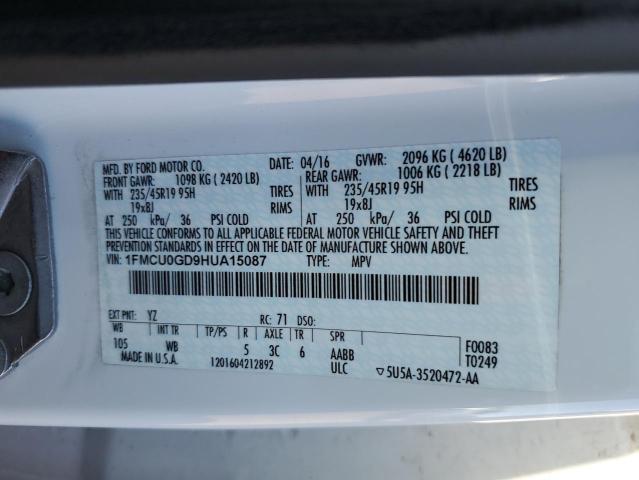 MFD. BY FORD MOTOR CO. 04/16 GVWR: 2096 KG ( 4620 LB)
FRONT GAWR: 1098 KG ( 2420 LB) REAR GAWR: 1006 KG ( 2218 LB)
WITH 235/45R19 95H TIRES WITH 235/45R19 95H TIRES
19x8J RIMS 19x8J RIMS
AT 250 kPa/ 36 PSI COLD AT 250 kPa/ 36 PSI COLD
THIS VEHICLE CONFORMS TO ALL APPLICABLE FEDERAL MOTOR VEHICLE SAFETY AND THEFT
PREVENTION STANDARDS IN EFFECT ON THE DATE OF MANUFACTURE SHOWN ABOVE.
VIN: 1FMCU0GD9HUA15087 TYPE: MPV
EXT PNT: YZ RC: 71 DSO:
WB INT TR TP/PS R AXLE TR SPR F0083
105 WB 5 3C 6 AABB T0249
MADE IN U.S.A. 1201604212892 ULC ▽5U5A-3520472-AA